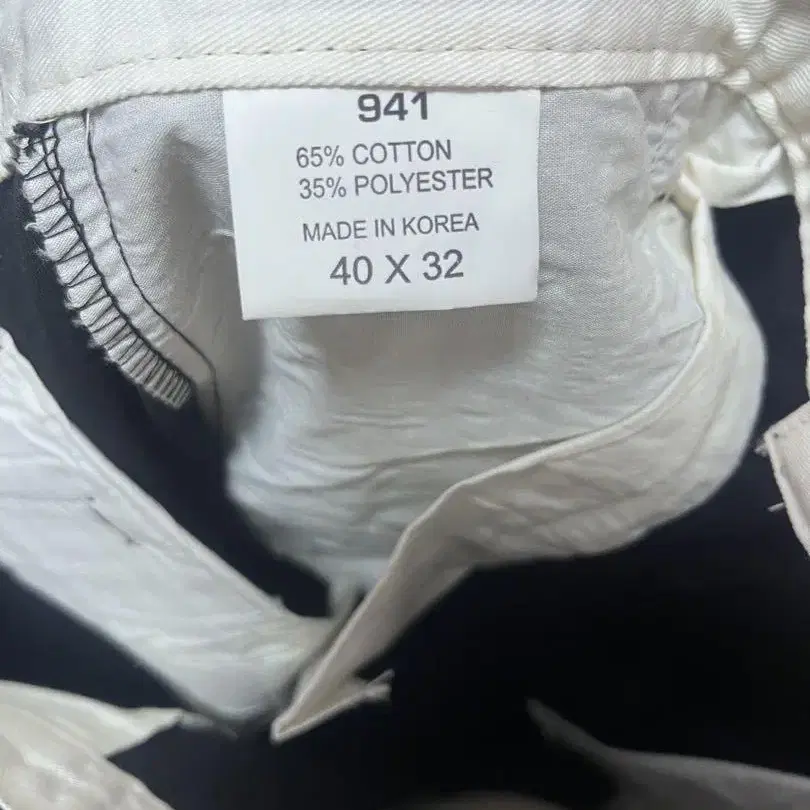 941
65% COTTON
35% POLYESTER
MADE IN KOREA
40 X 32